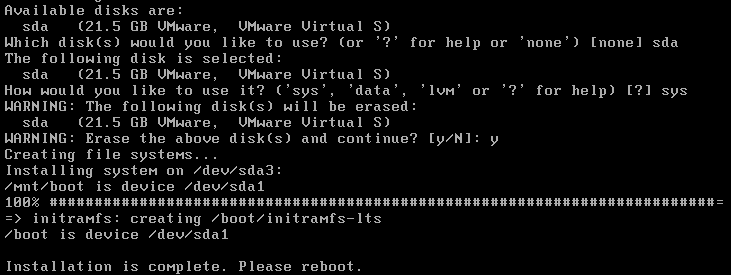 Available disks are:
  sda   (21.5 GB VMware,  VMware Virtual S)
Which disk(s) would you like to use? (or '?' for help or 'none') [none] sda
The following disk is selected:
  sda   (21.5 GB VMware,  VMware Virtual S)
How would you like to use it? ('sys', 'data', 'lvm' or '?' for help) [?] sys
WARNING: The following disk(s) will be erased:
  sda   (21.5 GB VMware,  VMware Virtual S)
WARNING: Erase the above disk(s) and continue? [y/N]: y
Creating file systems...
Installing system on /dev/sda3:
/mnt/boot is device /dev/sda1
100% ##################################################################=
=> initramfs: creating /boot/initramfs-lts
/boot is device /dev/sda1

Installation is complete. Please reboot.